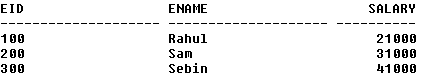 EID ENAME SALARY
-------------------- -------------------- ----------
100 Rahul 21000
200 Sam 31000
300 Sebin 41000